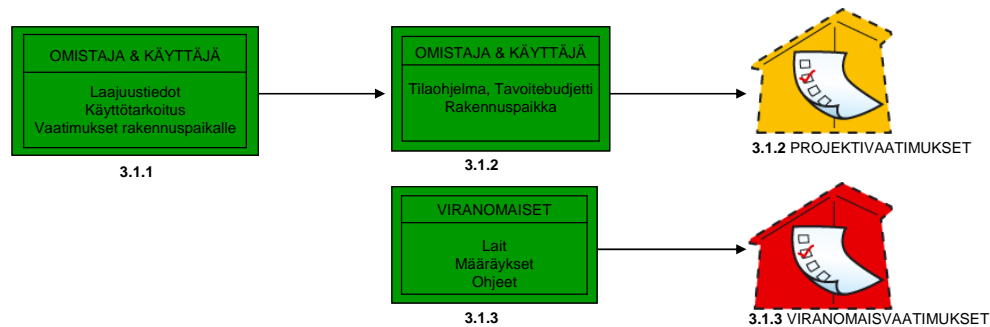 OMISTAJA & KÄYTTÄJÄ
Laajuustiedot
Käyttötarkoitus
Vaatimukset rakennuspaikalle
3.1.1
OMISTAJA & KÄYTTÄJÄ
Tilaohjelma, Tavoitebudjetti
Rakennuspaikka
3.1.2
3.1.2 PROJEKTIVAATIMUKSET
VIRANOMAISET
Lait
Määräykset
Ohjeet
3.1.3
3.1.3 VIRANOMAISVAATIMUKSET